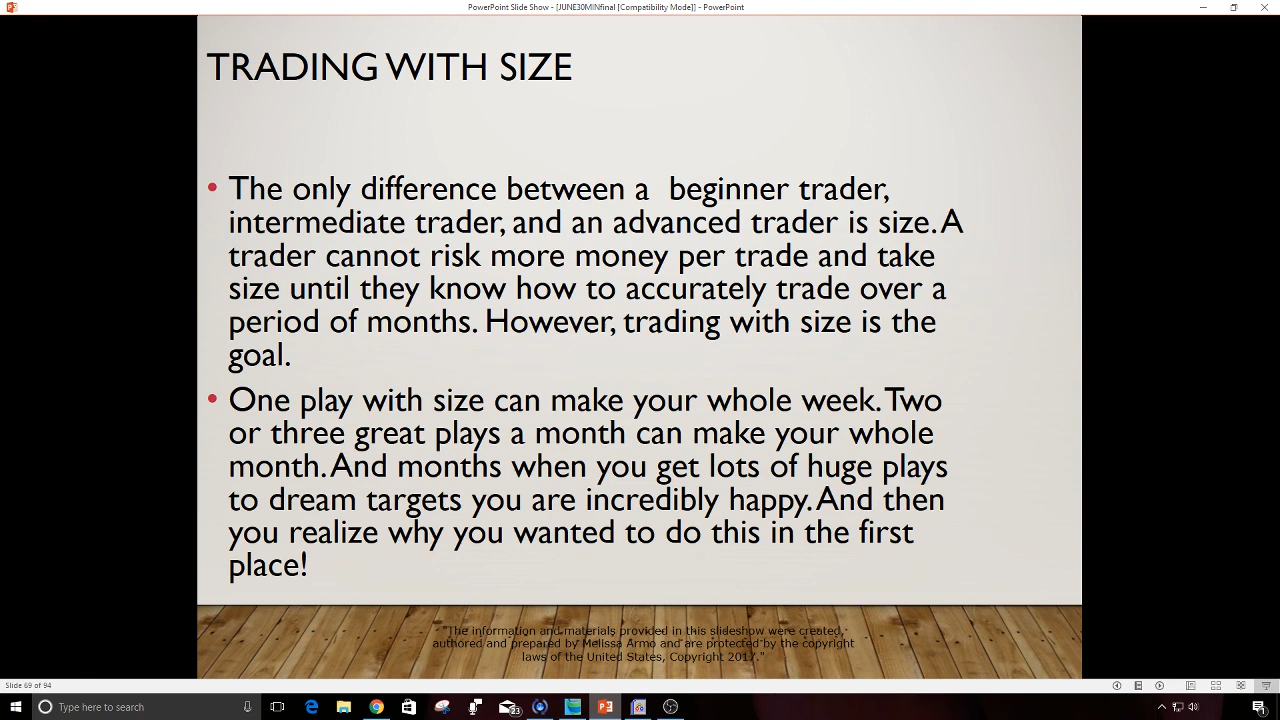 PowerPoint Slide Show - [JUNE30MINfinal [Compatibility Mode]] - PowerPoint
TRADING WITH SIZE
• The only difference between a  beginner trader,
intermediate trader, and an advanced trader is size. A
trader cannot risk more money per trade and take
size until they know how to accurately trade over a
period of months. However, trading with size is the
goal.
• One play with size can make your whole week. Two
or three great plays a month can make your whole
month. And months when you get lots of huge plays
to dream targets you are incredibly happy. And then
you realize why you wanted to do this in the first
place!
"The information and materials provided in this slideshow were created,
authored and prepared by Melissa Armo and are protected by the copyright
laws of the United States, Copyright 2017."
Slide 69 of 94
Type here to search
23